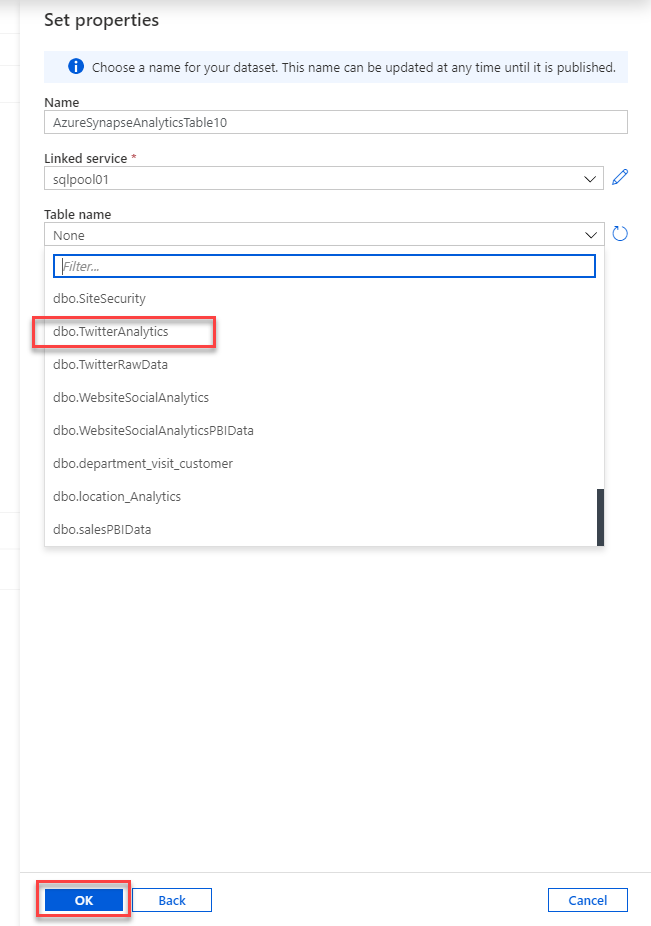 Set properties
Choose a name for your dataset. This name can be updated at any time until it is published.
Name
AzureSynapseAnalyticsTable10
Linked service *
sqlpool01
Table name
None
Filter...
dbo.SiteSecurity
dbo.TwitterAnalytics
dbo.TwitterRawData
dbo.WebsiteSocialAnalytics
dbo.WebsiteSocialAnalyticsPBIData
dbo.department_visit_customer
dbo.location_Analytics
dbo.salesPBIData
OK Back Cancel